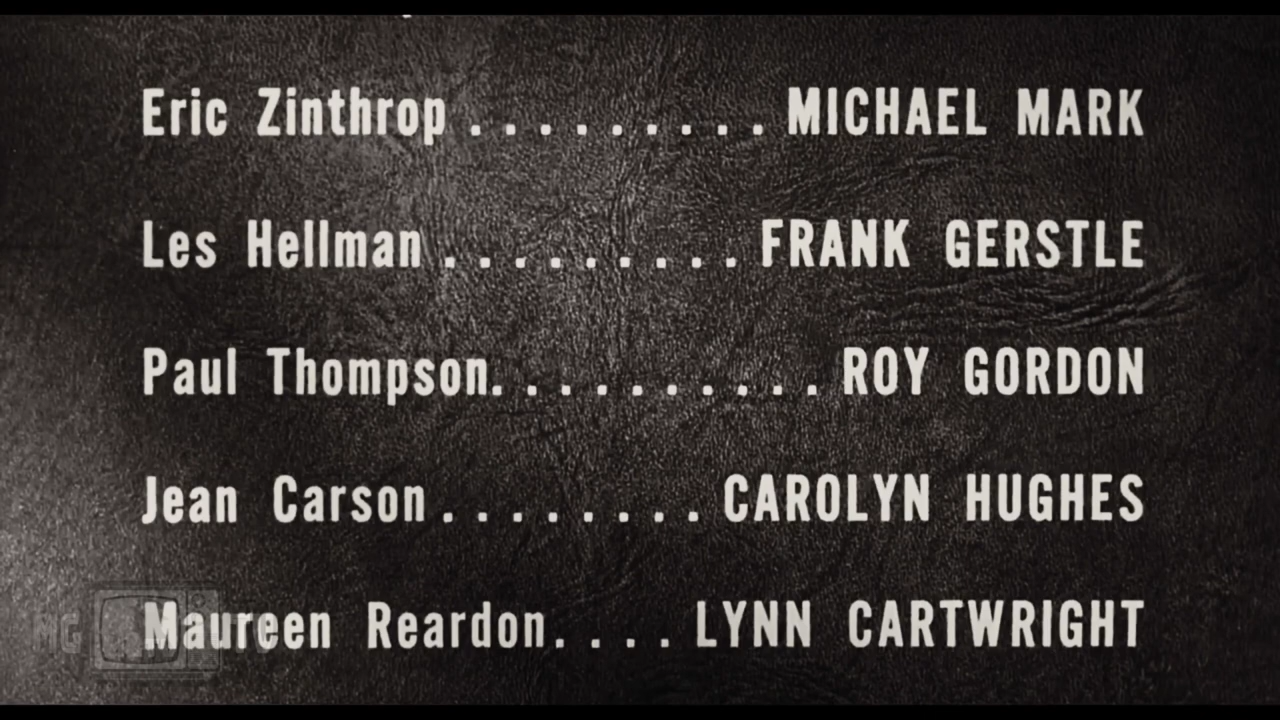 Eric Zinthrop . . . . . . . . . MICHAEL MARK
Les Hellman . . . . . . . . . FRANK GERSTLE
Paul Thompson. . . . . . . . . . ROY GORDON
Jean Carson . . . . . . . . CAROLYN HUGHES
Maureen Reardon. . . . LYNN CARTWRIGHT
MG